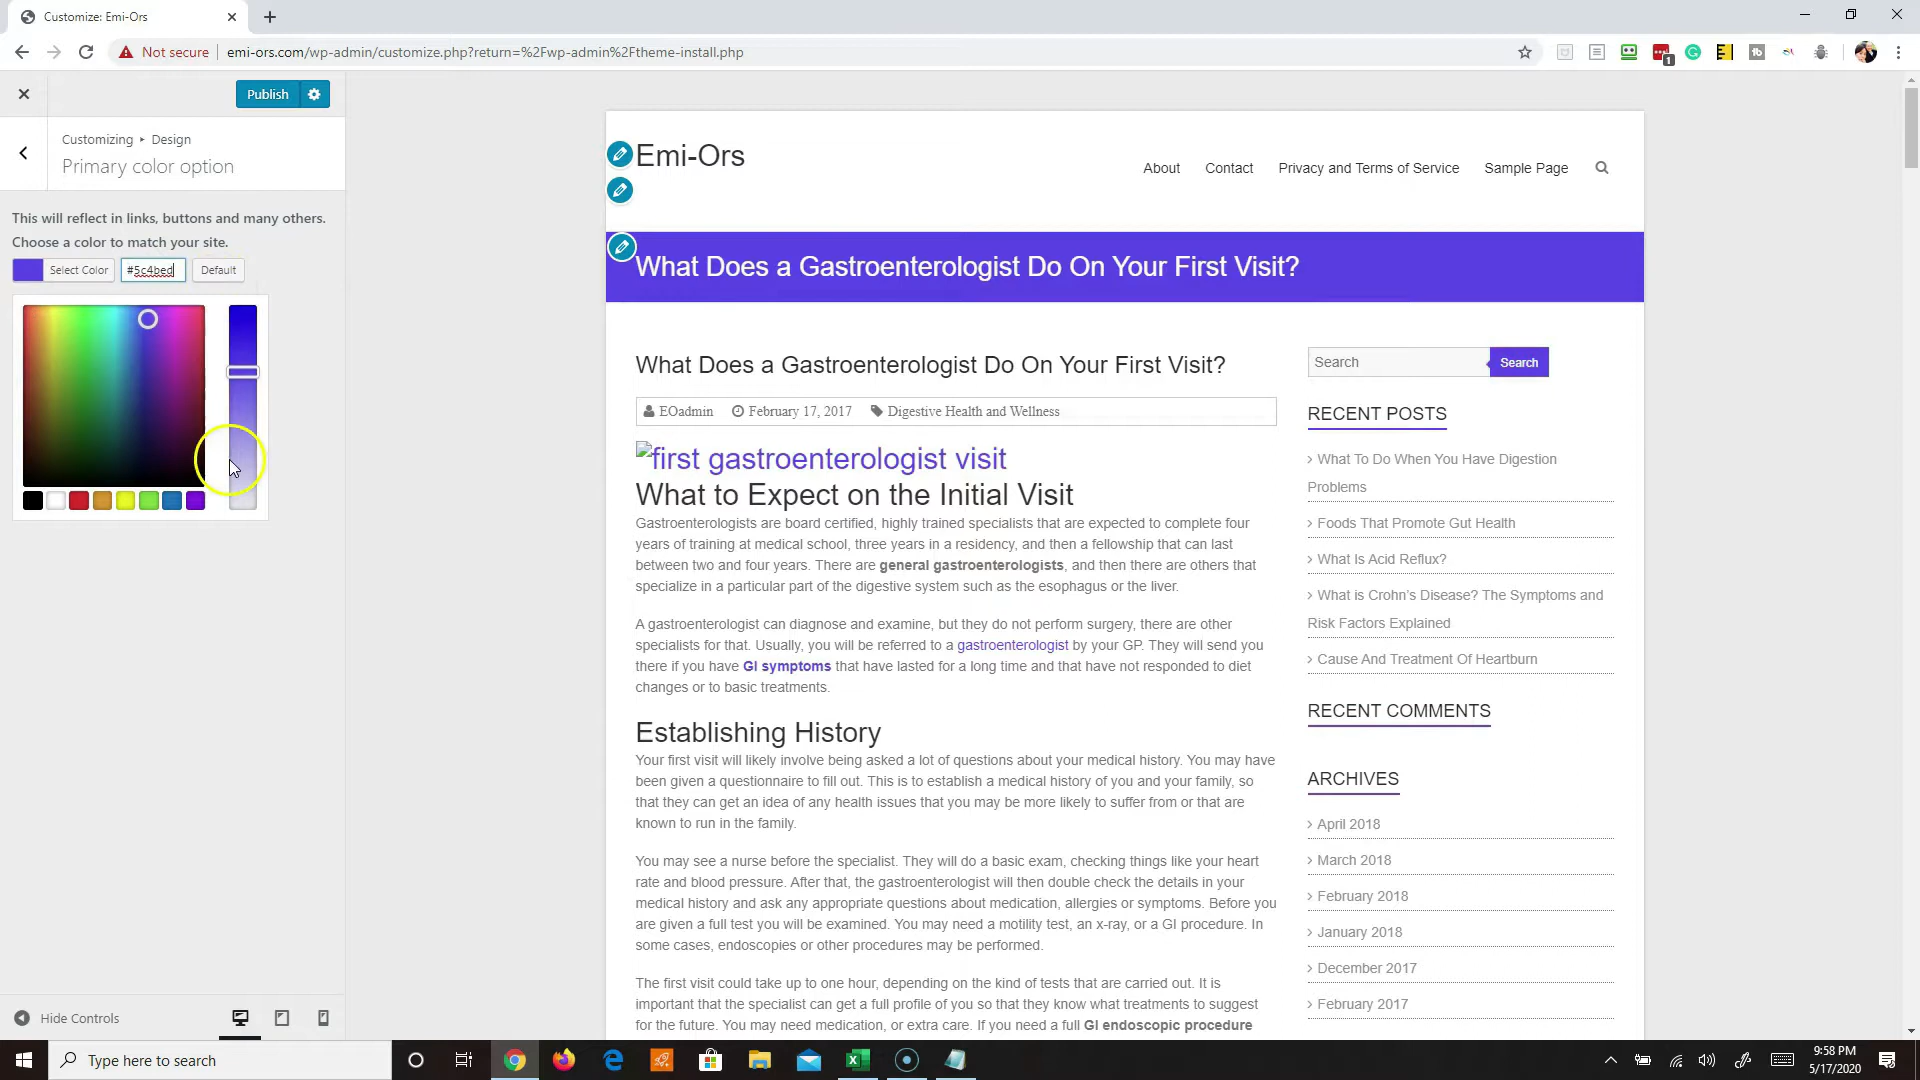 Customize: Emi-Ors
Not secure
emi-ors.com/wp-admin/customize.php?return=%2Fwp-admin%2Ftheme-install.php
1
Publish
Customizing ▸ Design
Primary color option
This will reflect in links, buttons and many others.
Choose a color to match your site.
Select Color
#5c4bed
Default
Hide Controls
Emi-Ors
About
Contact
Privacy and Terms of Service
Sample Page
What Does a Gastroenterologist Do On Your First Visit?
What Does a Gastroenterologist Do On Your First Visit?
EOadmin
February 17, 2017
Digestive Health and Wellness
first gastroenterologist visit
What to Expect on the Initial Visit
Gastroenterologists are board certified, highly trained specialists that are expected to complete four
years of training at medical school, three years in a residency, and then a fellowship that can last
between two and four years. There are general gastroenterologists, and then there are others that
specialize in a particular part of the digestive system such as the esophagus or the liver.
A gastroenterologist can diagnose and examine, but they do not perform surgery, there are other
specialists for that. Usually, you will be referred to a gastroenterologist by your GP. They will send you
there if you have GI symptoms that have lasted for a long time and that have not responded to diet
changes or to basic treatments.
Establishing History
Your first visit will likely involve being asked a lot of questions about your medical history. You may have
been given a questionnaire to fill out. This is to establish a medical history of you and your family, so
that they can get an idea of any health issues that you may be more likely to suffer from or that are
known to run in the family.
You may see a nurse before the specialist. They will do a basic exam, checking things like your heart
rate and blood pressure. After that, the gastroenterologist will then double check the details in your
medical history and ask any appropriate questions about medication, allergies or symptoms. Before you
are given a full test you will be examined. You may need a motility test, an x-ray, or a GI procedure. In
some cases, endoscopies or other procedures may be performed.
The first visit could take up to one hour, depending on the kind of tests that are carried out. It is
important that the specialist can get a full profile of you so that they know what treatments to suggest
for the future. You may need medication, or extra care. If you need a full GI endoscopic procedure
Search
Search
RECENT POSTS
What To Do When You Have Digestion
Problems
Foods That Promote Gut Health
What Is Acid Reflux?
What is Crohn's Disease? The Symptoms and
Risk Factors Explained
Cause And Treatment Of Heartburn
RECENT COMMENTS
ARCHIVES
April 2018
March 2018
February 2018
January 2018
December 2017
February 2017
Type here to search
9:58 PM
5/17/2020